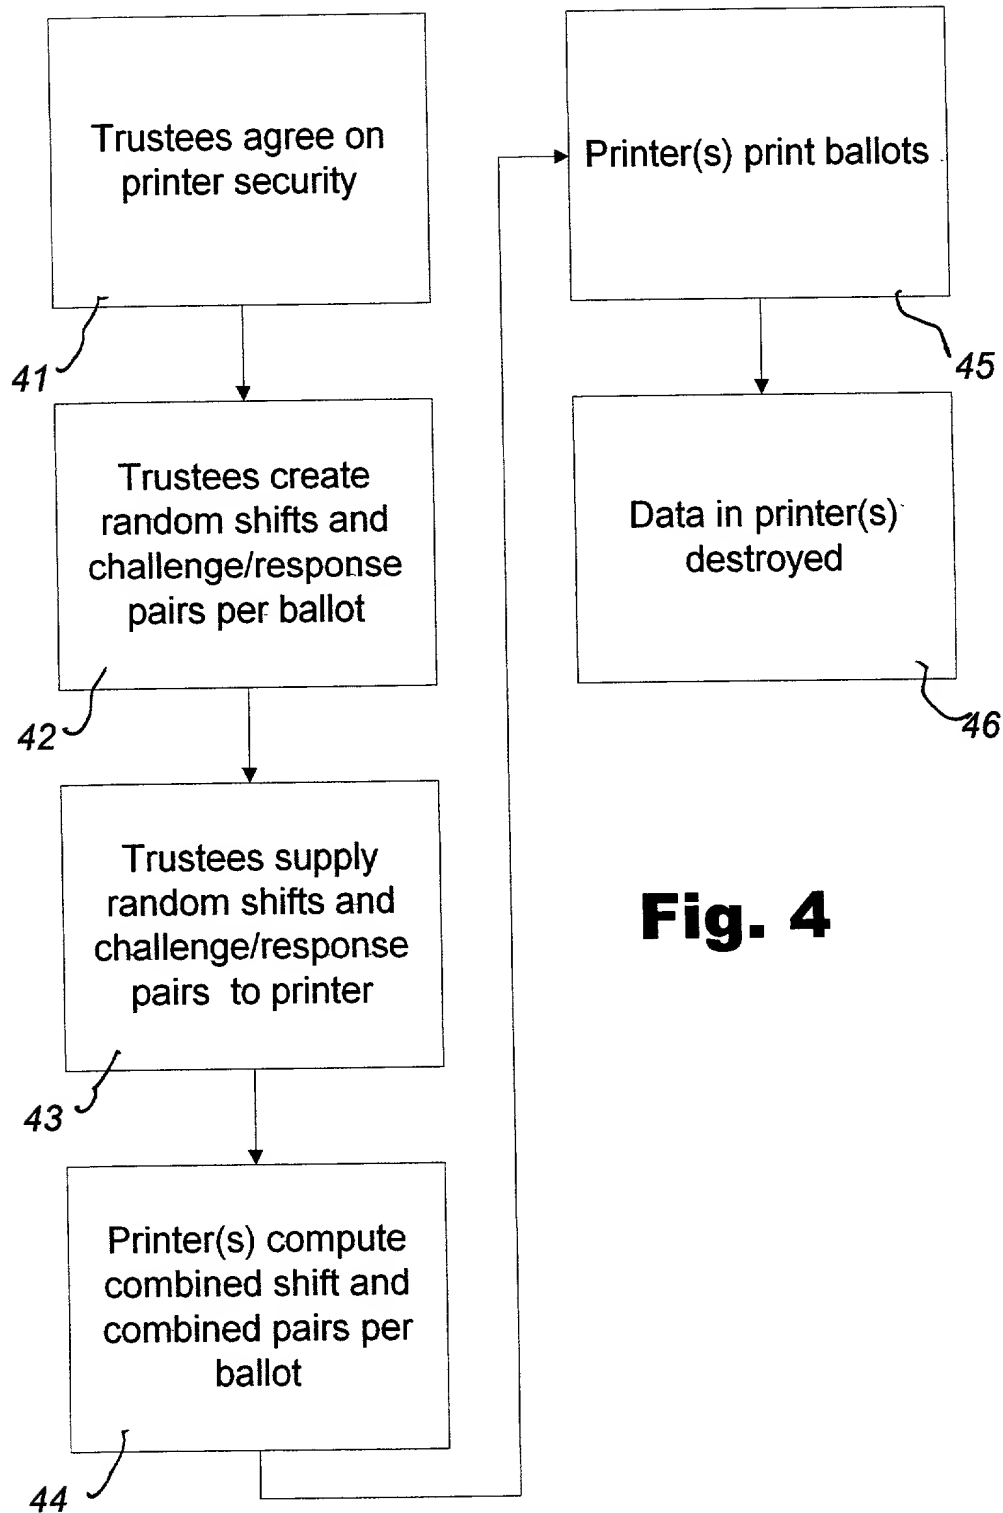 Trustees agree on
printer security
41
Trustees create
random shifts and
challenge/response
pairs per ballot
42
Trustees supply
random shifts and
challenge/response
pairs to printer
43
Printer(s) compute
combined shift and
combined pairs per
ballot
44
Printer(s) print ballots
45
Data in printer(s)
destroyed
46
Fig. 4